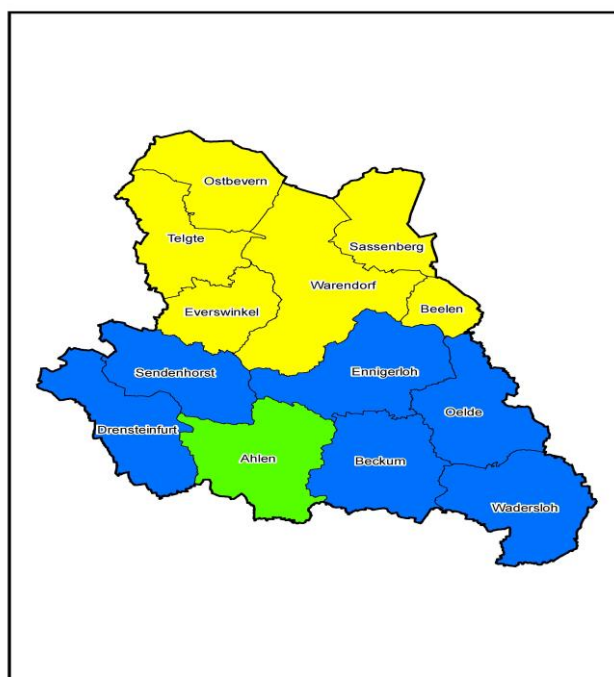 Ostbevern
Telgte
Sassenberg
Warendorf
Everswinkel
Beelen
Sendenhorst
Ennigerloh
Oelde
Drensteinfurt
Ahlen
Beckum
Wadersloh